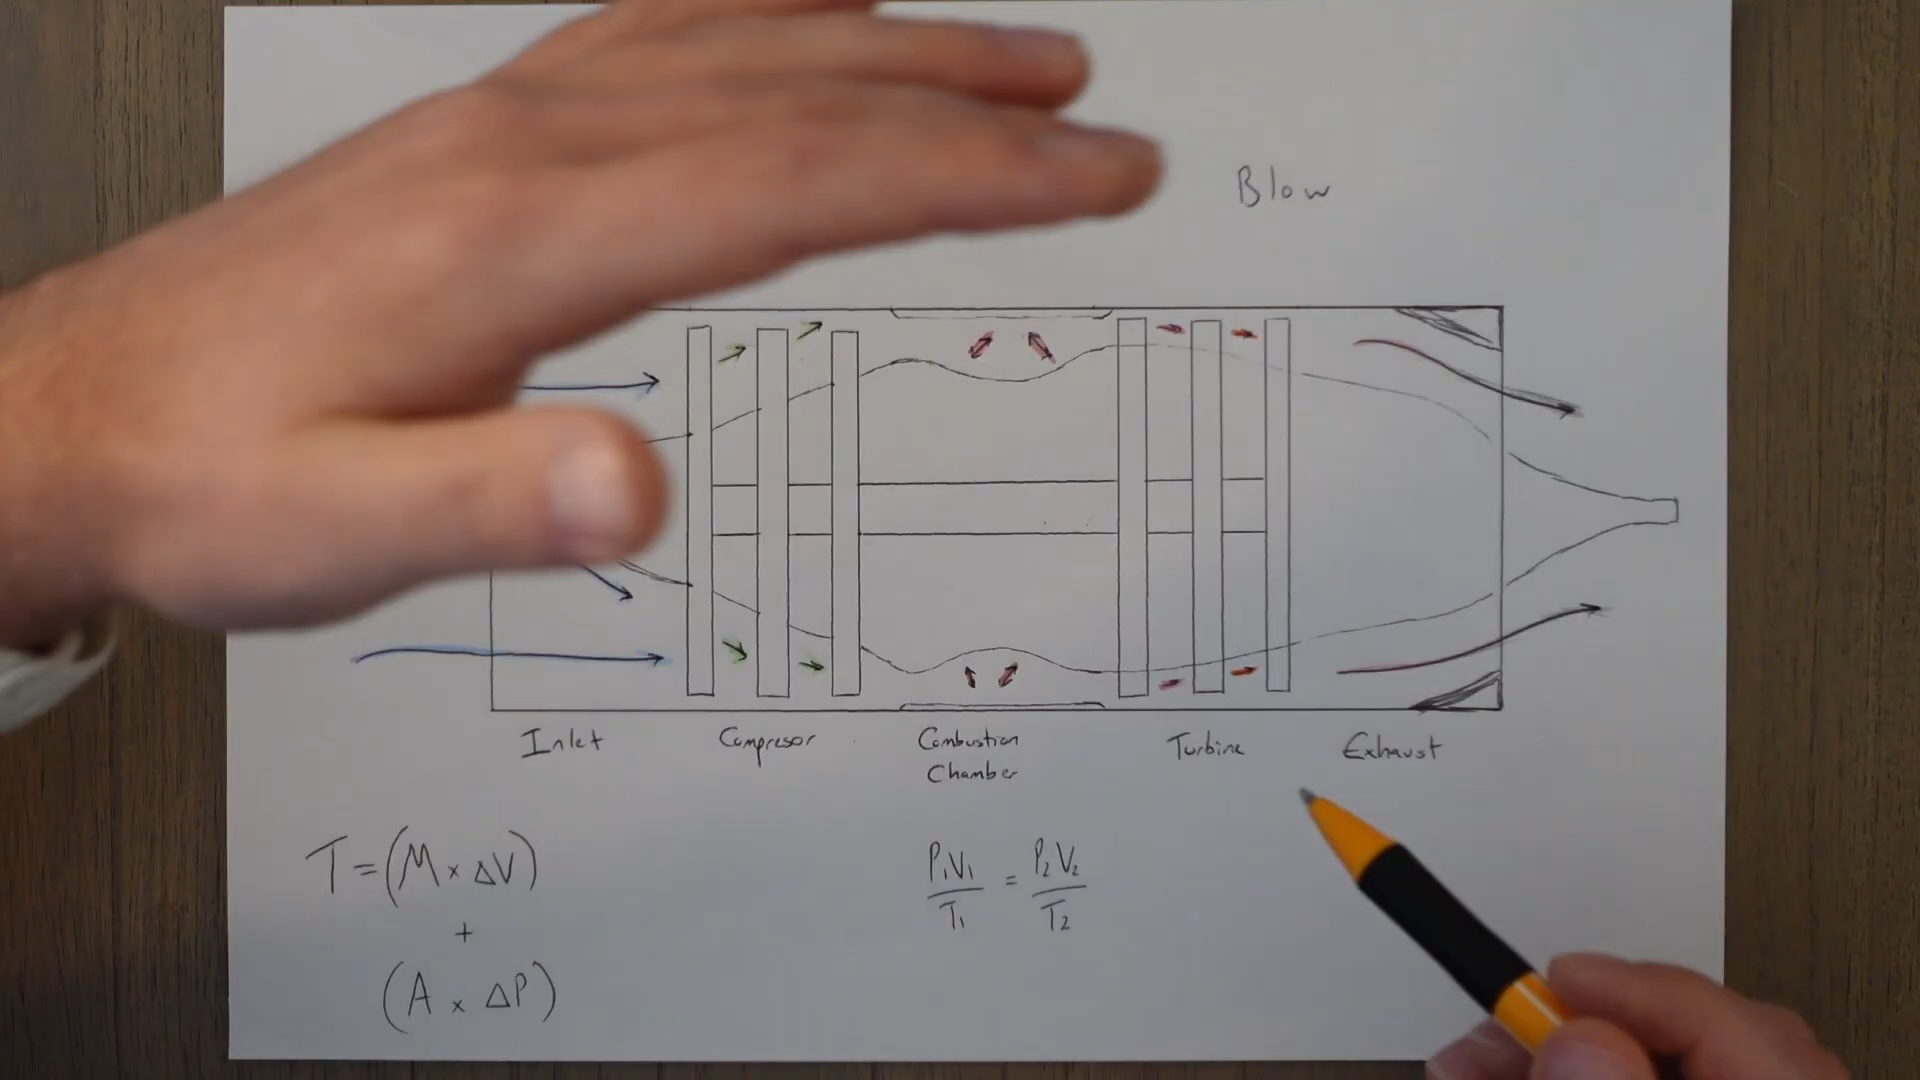 Blow
Inlet
Compresor
Combustion
Chamber
Turbine
Exhaust
T=(M × ΔV)
+
(A × ΔP)
P₁V₁ / T₁ = P₂V₂ / T₂